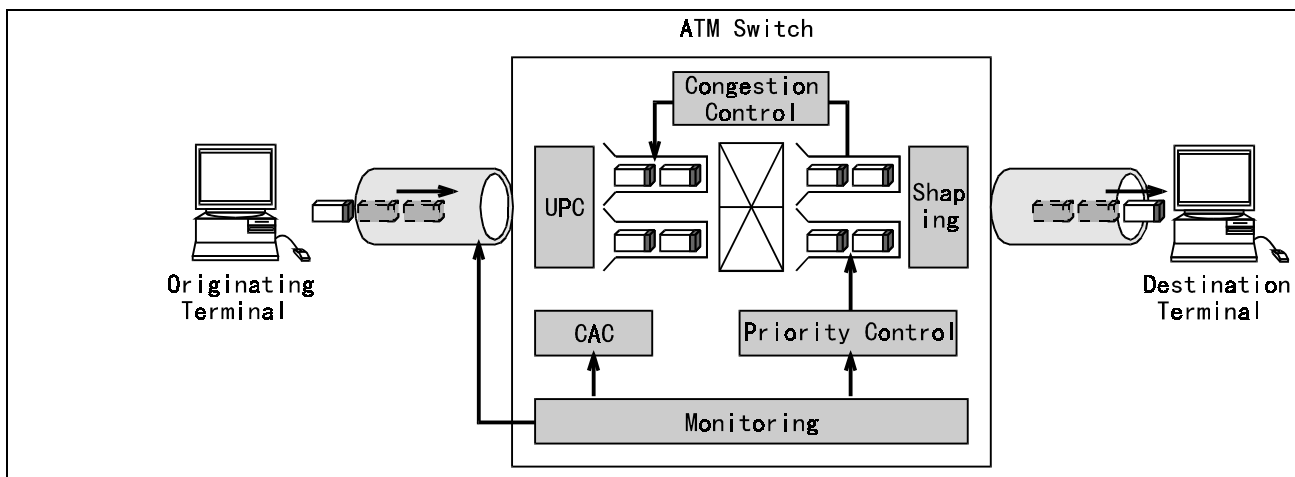 ATM Switch
Congestion
Control
UPC
Shap
ing
Originating
Terminal
Destination
Terminal
CAC
Priority Control
Monitoring